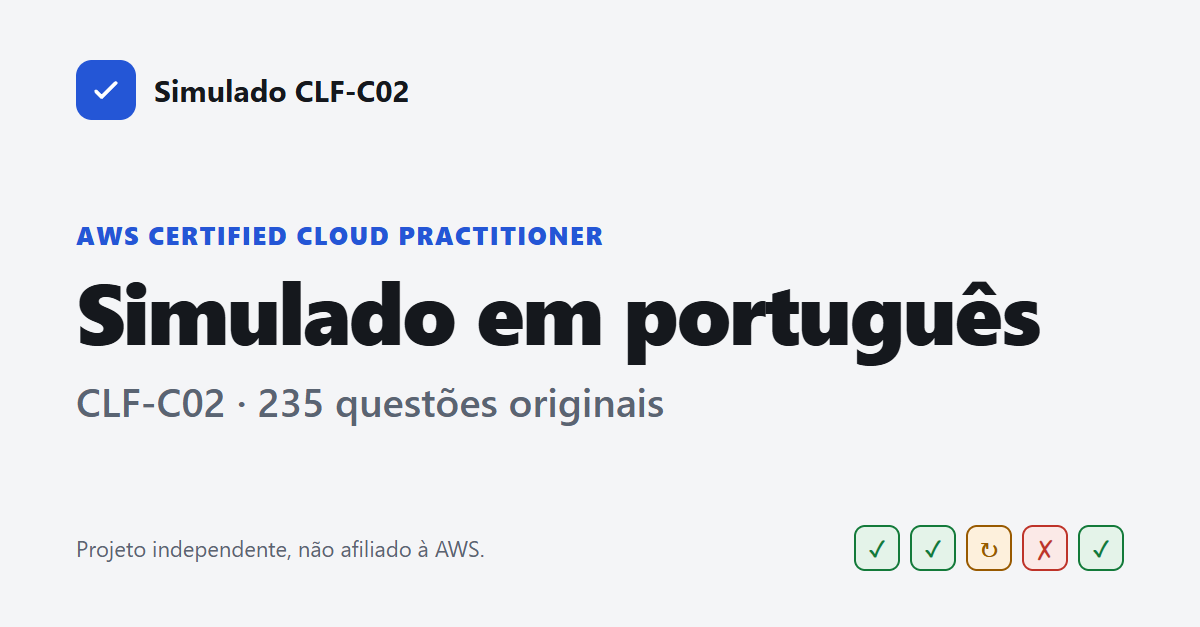 Simulado CLF-C02
AWS CERTIFIED CLOUD PRACTITIONER
Simulado em português
CLF-C02 · 235 questões originais
Projeto independente, não afiliado à AWS.
✓ ✓ ↻ ✗ ✓